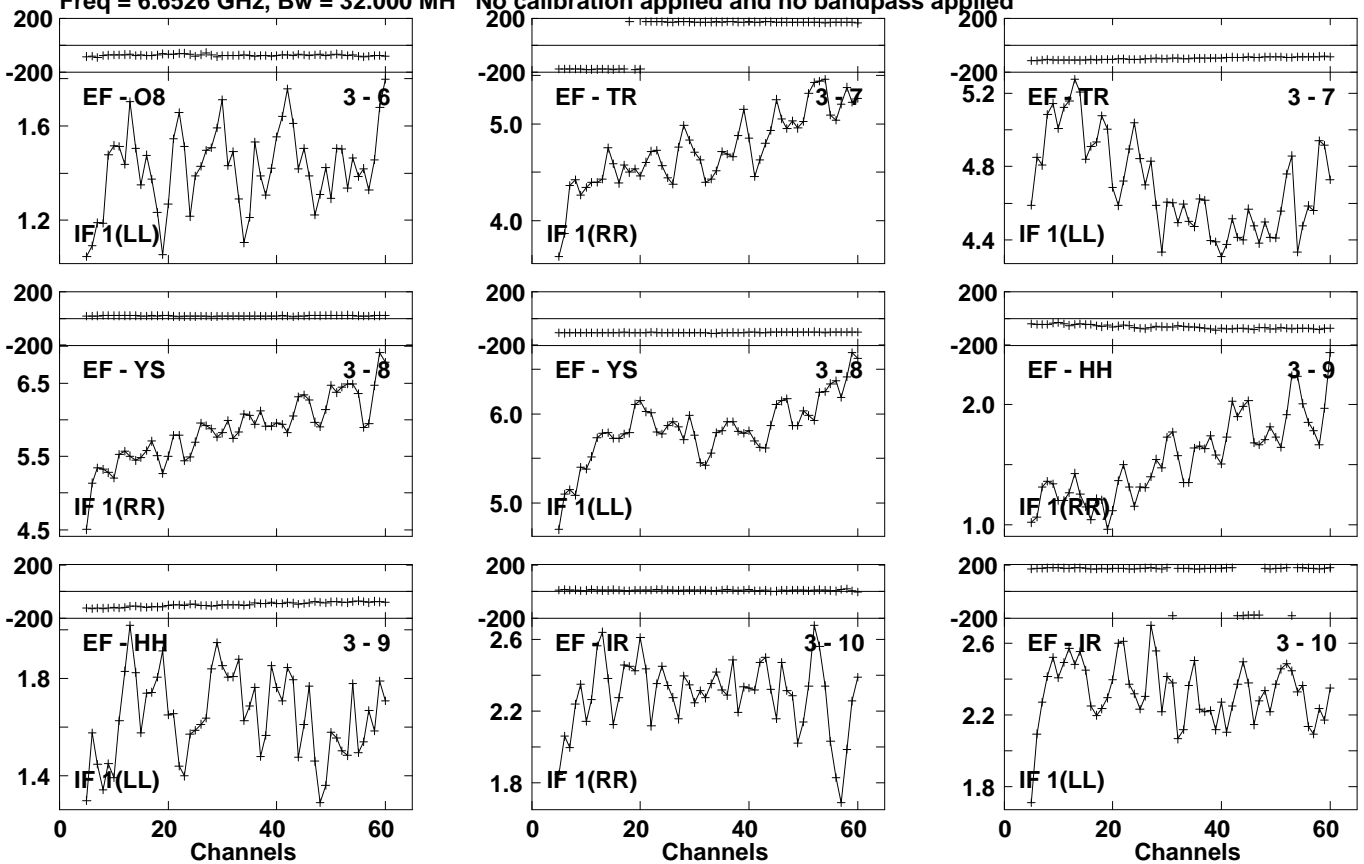 Freq = 6.6526 GHz, Bw = 32.000 MH No calibration applied and no bandpass applied
200 200 200
-200 -200 -200
EF - O8 3 - 6 EF - TR 3 - 7 5.2 EF - TR 3 - 7
1.6 5.0 4.8
1.2 4.0 4.4
IF 1(LL) IF 1(RR) IF 1(LL)
200 200 200
-200 -200 -200
EF - YS 3 - 8 EF - YS 3 - 8 EF - HH 3 - 9
6.5 6.0 2.0
5.5 5.0
IF 1(RR) IF 1(LL) IF 1(RR)
4.5 1.0
200 200 200
-200 -200 -200
EF - HH 3 - 9 2.6 EF - IR 3 - 10 2.6 EF - IR 3 - 10
1.8 2.2 2.2
1.4 IF 1(LL) 1.8 IF 1(RR) 1.8 IF 1(LL)
0 20 40 60 0 20 40 60 0 20 40 60
Channels Channels Channels